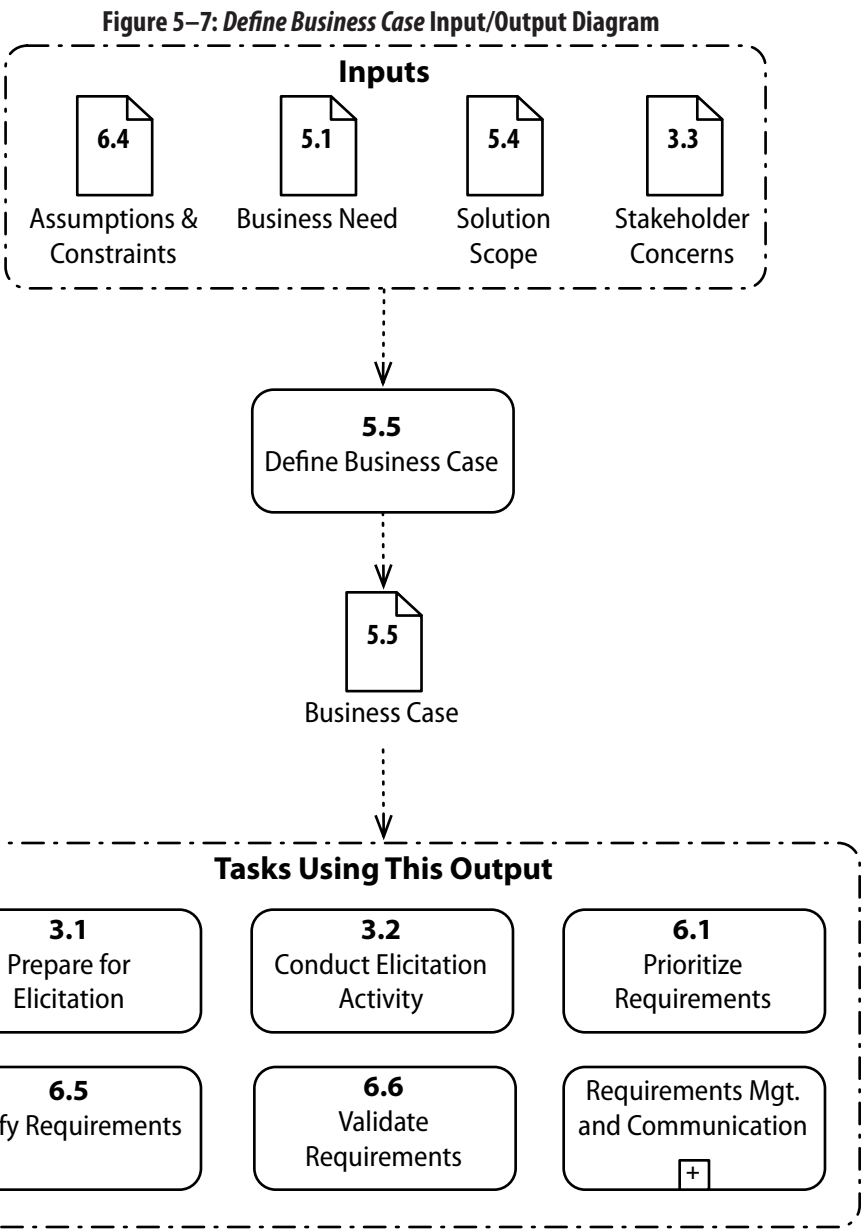 Figure 5–7: Define Business Case Input/Output Diagram
Inputs
6.4
5.1
5.4
3.3
Assumptions &
Constraints
Business Need
Solution
Scope
Stakeholder
Concerns
5.5
Define Business Case
5.5
Business Case
Tasks Using This Output
3.1
Prepare for
Elicitation
3.2
Conduct Elicitation
Activity
6.1
Prioritize
Requirements
6.5
fy Requirements
6.6
Validate
Requirements
Requirements Mgt.
and Communication
+